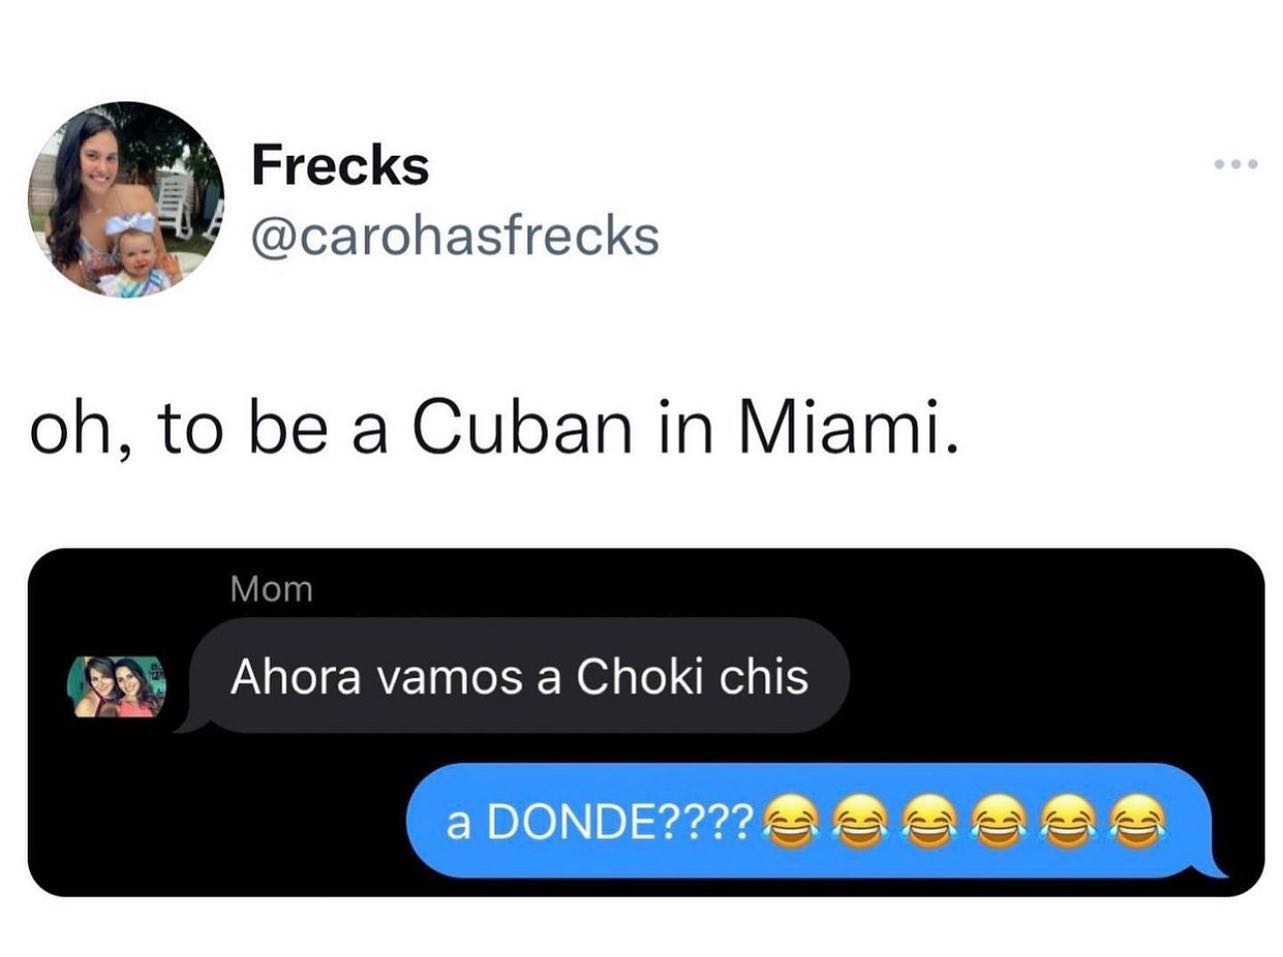 Frecks
@carohasfrecks
oh, to be a Cuban in Miami.
Mom
Ahora vamos a Choki chis
a DONDE????😂😂😂😂😂😂